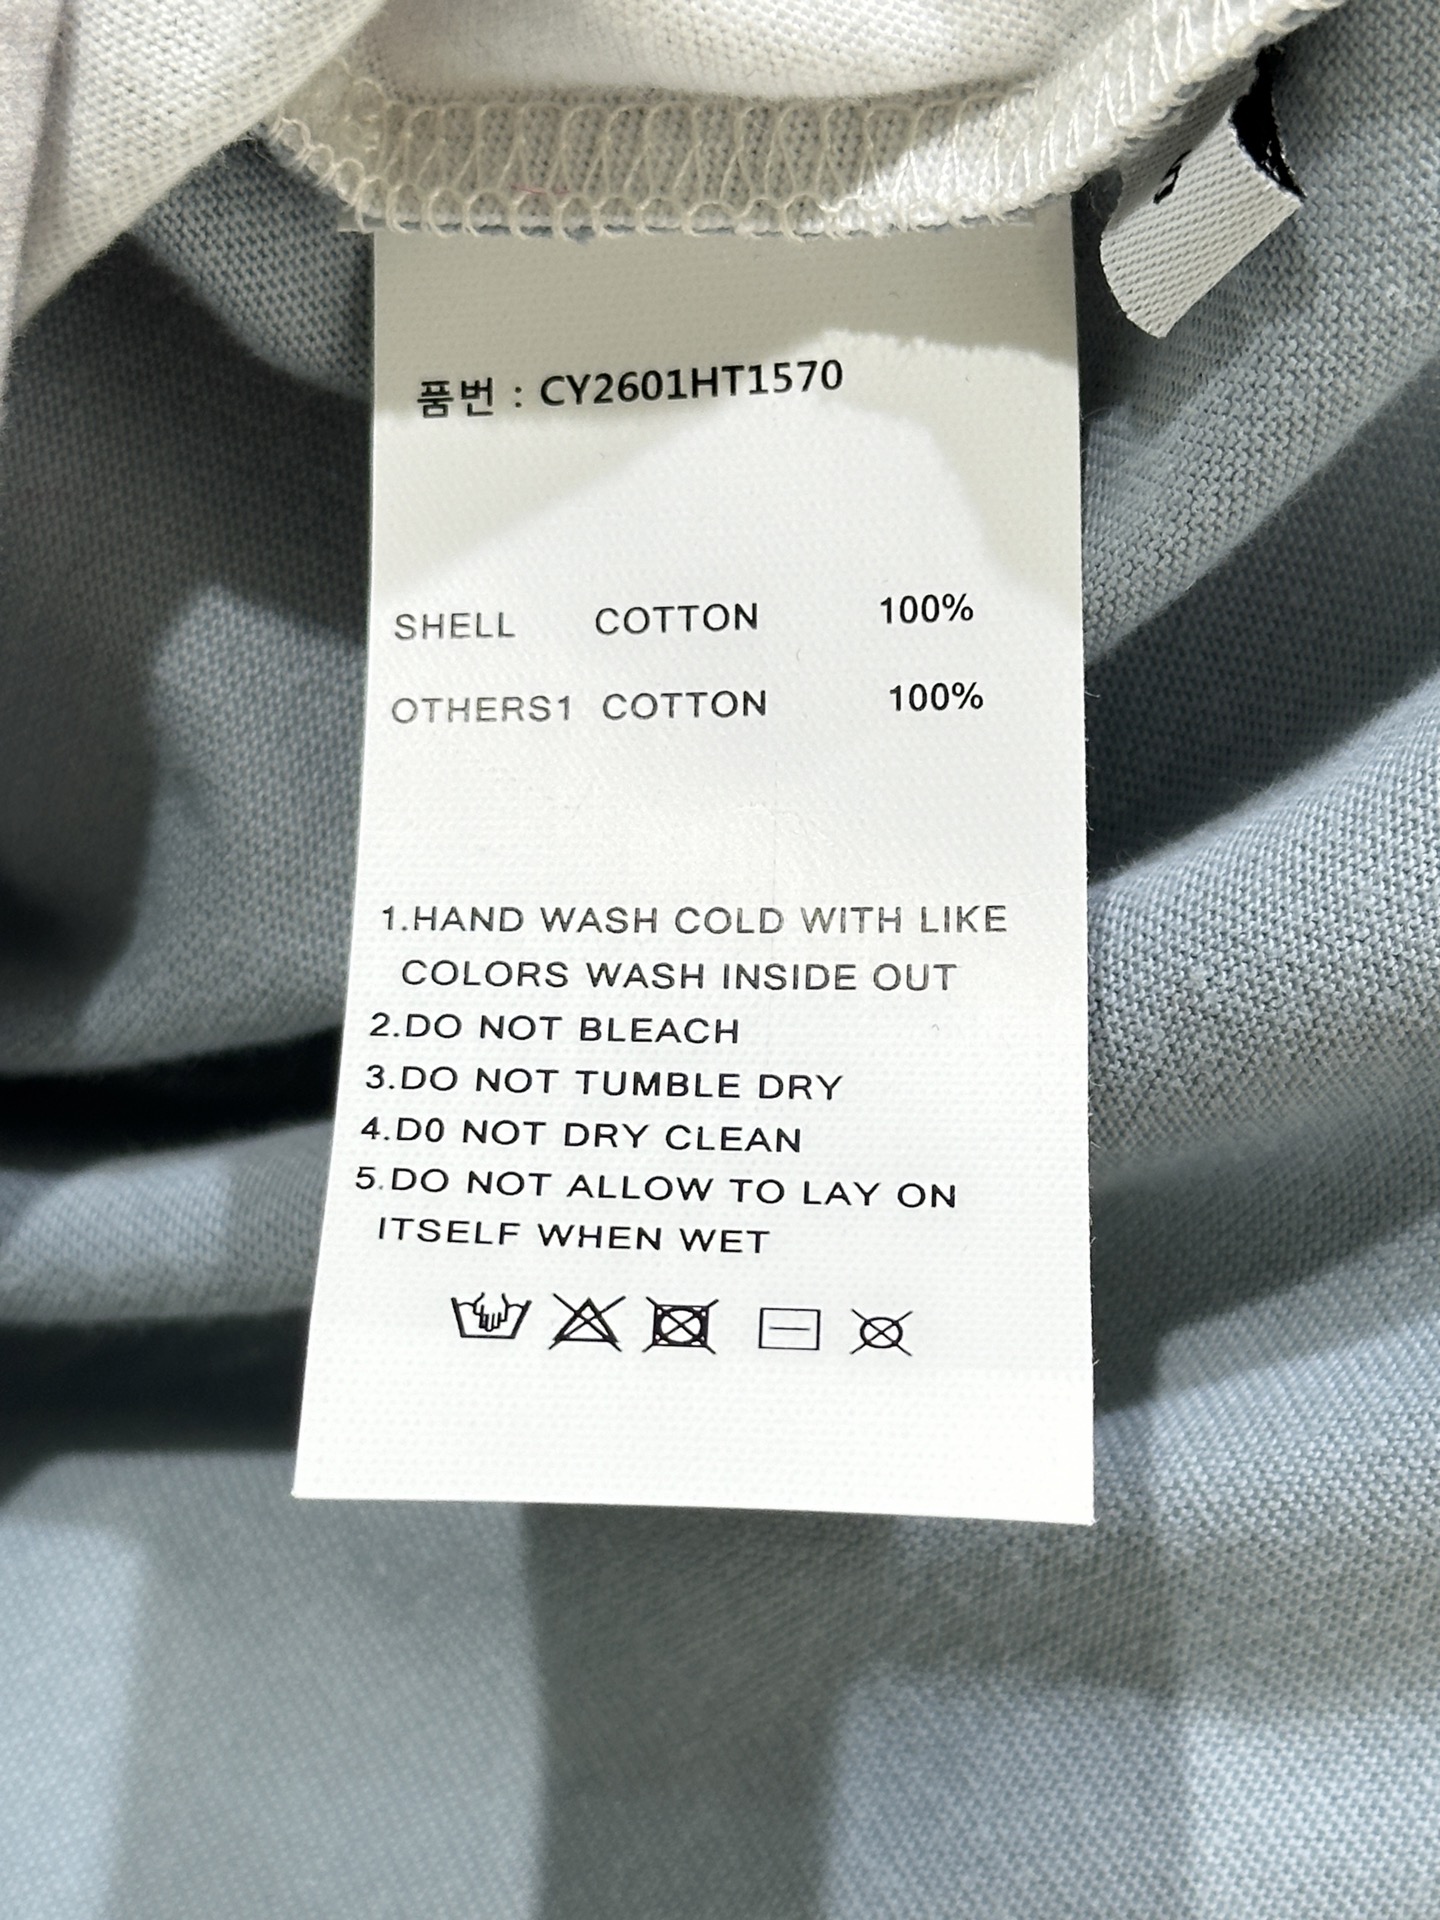 품번 : CY2601HT1570
SHELL COTTON 100%
OTHERS1 COTTON 100%
1.HAND WASH COLD WITH LIKE
COLORS WASH INSIDE OUT
2.DO NOT BLEACH
3.DO NOT TUMBLE DRY
4.D0 NOT DRY CLEAN
5.DO NOT ALLOW TO LAY ON
ITSELF WHEN WET